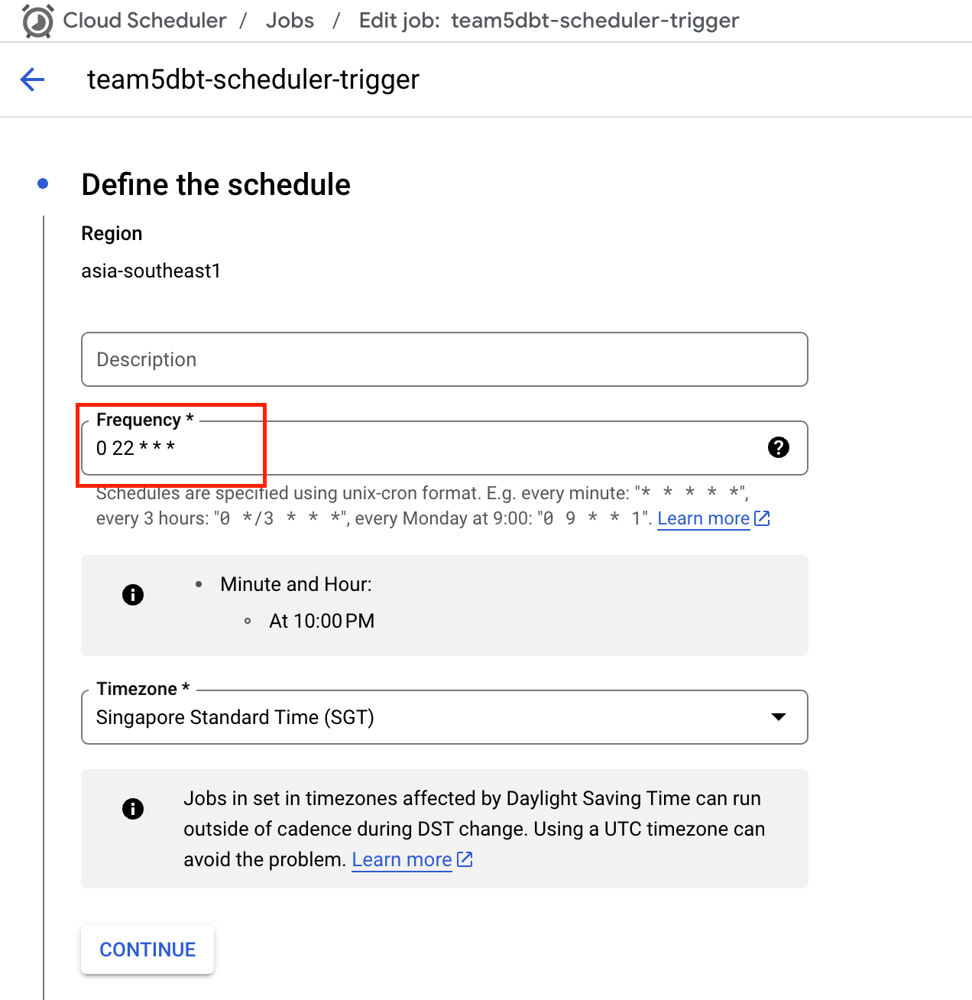 Cloud Scheduler / Jobs / Edit job: team5dbt-scheduler-trigger
team5dbt-scheduler-trigger
Define the schedule
Region
asia-southeast1
Description
Frequency *
0 22 * * *
Schedules are specified using unix-cron format. E.g. every minute: "* * * * *",
every 3 hours: "0 */3 * * *", every Monday at 9:00: "0 9 * * 1". Learn more
Minute and Hour:
At 10:00 PM
Timezone *
Singapore Standard Time (SGT)
Jobs in set in timezones affected by Daylight Saving Time can run
outside of cadence during DST change. Using a UTC timezone can
avoid the problem. Learn more
CONTINUE